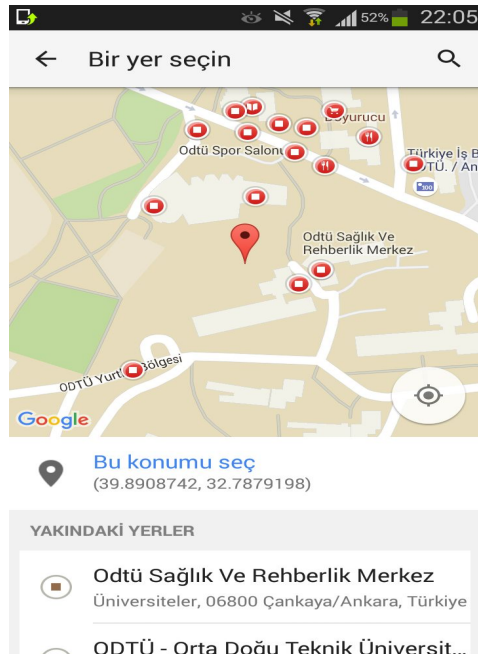 52% 22:05
Bir yer seçin
Boyurucu
Odtü Spor Salonu
Türkiye İş B
ODTÜ. / An
Odtü Sağlık Ve
Rehberlik Merkez
ODTÜ Yurtlar Bölgesi
Google
Bu konumu seç
(39.8908742, 32.7879198)
YAKINDAKİ YERLER
Odtü Sağlık Ve Rehberlik Merkez
Üniversiteler, 06800 Çankaya/Ankara, Türkiye
ODTÜ - Orta Doğu Teknik Üniversit...